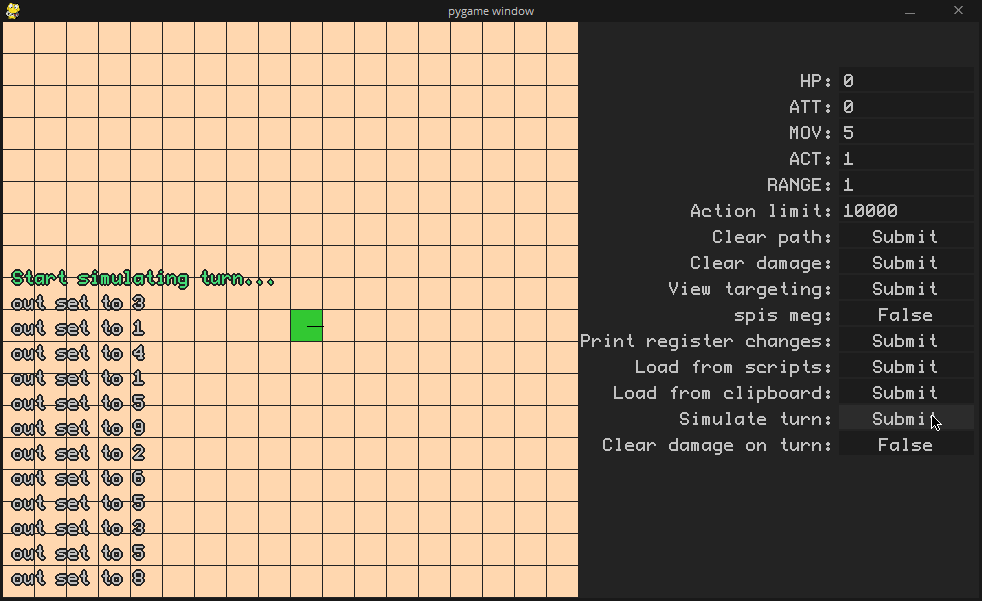 pygame window
HP: 0
ATT: 0
MOV: 5
ACT: 1
RANGE: 1
Action limit: 10000
Clear path: Submit
Clear damage: Submit
View targeting: Submit
spis meg: False
Print register changes: Submit
Load from scripts: Submit
Load from clipboard: Submit
Simulate turn: Submit
Clear damage on turn: False
Start simulating turn...
out set to 3
out set to 1
out set to 4
out set to 1
out set to 5
out set to 9
out set to 2
out set to 6
out set to 5
out set to 3
out set to 5
out set to 8